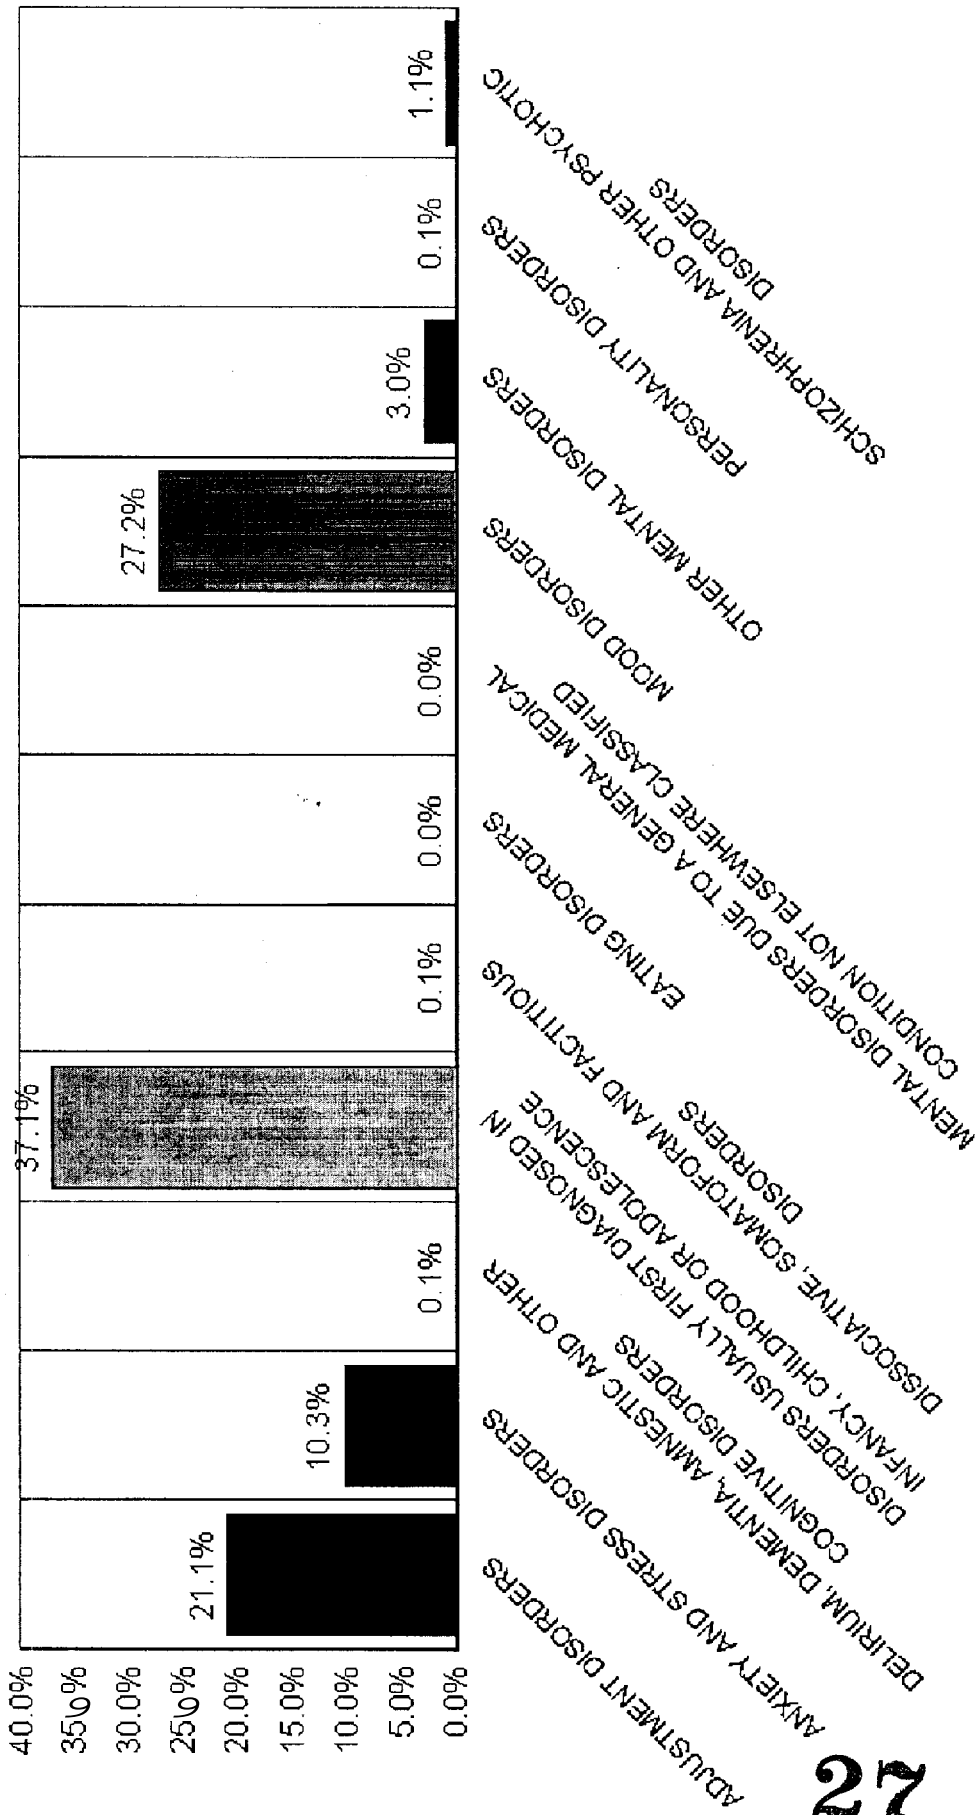 40.0%
35\0%
30.0%
25\0%
20.0%
15.0%
10.0%
5.0%
0.0%
21.1%
10.3%
0.1%
37.1%
0.1%
0.0%
0.0%
27.2%
3.0%
0.1%
1.1%
ADJUSTMENT DISORDERS
ANXIETY AND STRESS DISORDERS
DELIRIUM, DEMENTIA, AMNESTIC AND OTHER
COGNITIVE DISORDERS
DISORDERS USUALLY FIRST DIAGNOSED IN
INFANCY, CHILDHOOD OR ADOLESCENCE
DISSOCIATIVE, SOMATOFORM AND FACTITIOUS
DISORDERS
EATING DISORDERS
MENTAL DISORDERS DUE TO A GENERAL MEDICAL
CONDITION NOT ELSEWHERE CLASSIFIED
MOOD DISORDERS
OTHER MENTAL DISORDERS
PERSONALITY DISORDERS
SCHIZOPHRENIA AND OTHER PSYCHOTIC
DISORDERS
27